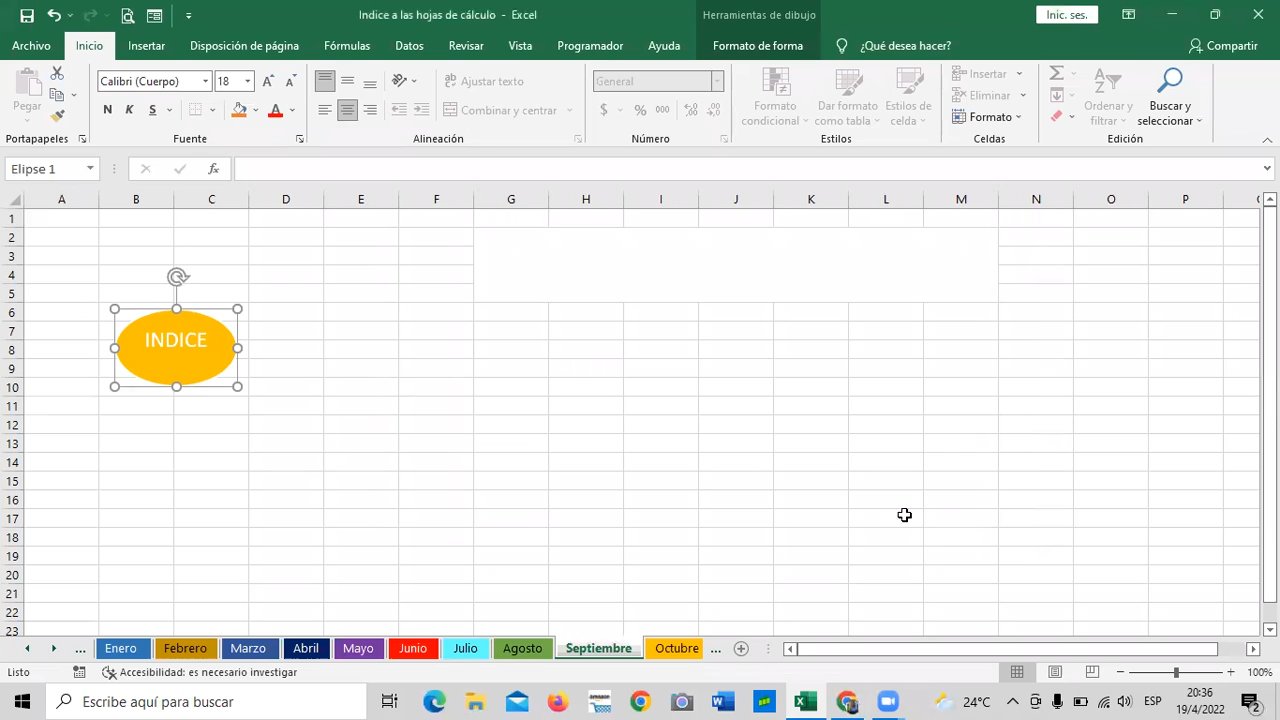 Indice a las hojas de cálculo - Excel
Herramientas de dibujo
Inic. ses.
Archivo Inicio Insertar Disposición de página Fórmulas Datos Revisar Vista Programador Ayuda Formato de forma ¿Qué desea hacer? Compartir
Pegar
Calibri (Cuerpo) 18
N K S
Ajustar texto
Combinar y centrar
General
$ % 000
Formato condicional
Dar formato como tabla
Estilos de celda
Insertar
Eliminar
Formato
Ordenar y filtrar
Buscar y seleccionar
Portapapeles Fuente Alineación Número Estilos Celdas Edición
Elipse 1
fx
A B C D E F G H I J K L M N O P
1
2
3
4
5
6
7
8
9
10
11
12
13
14
15
16
17
18
19
20
21
22
23
INDICE
... Enero Febrero Marzo Abril Mayo Junio Julio Agosto Septiembre Octubre ...
Listo Accesibilidad: es necesario investigar 100%
Escribe aquí para buscar
24°C
ESP
20:36
19/4/2022
2